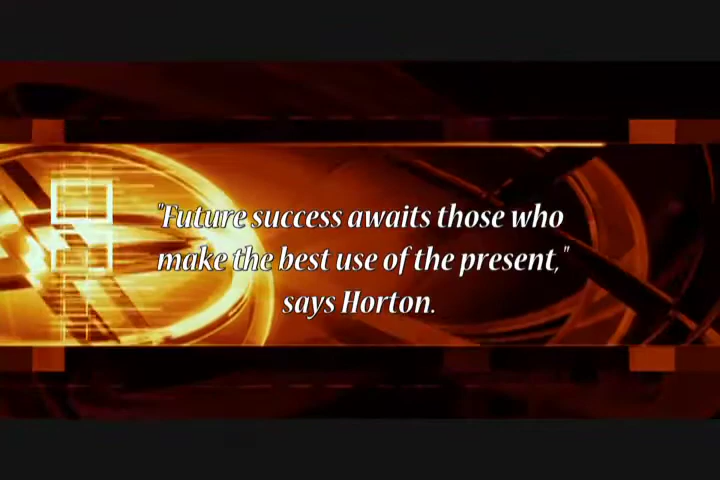 "Future success awaits those who
make the best use of the present,"
says Horton.